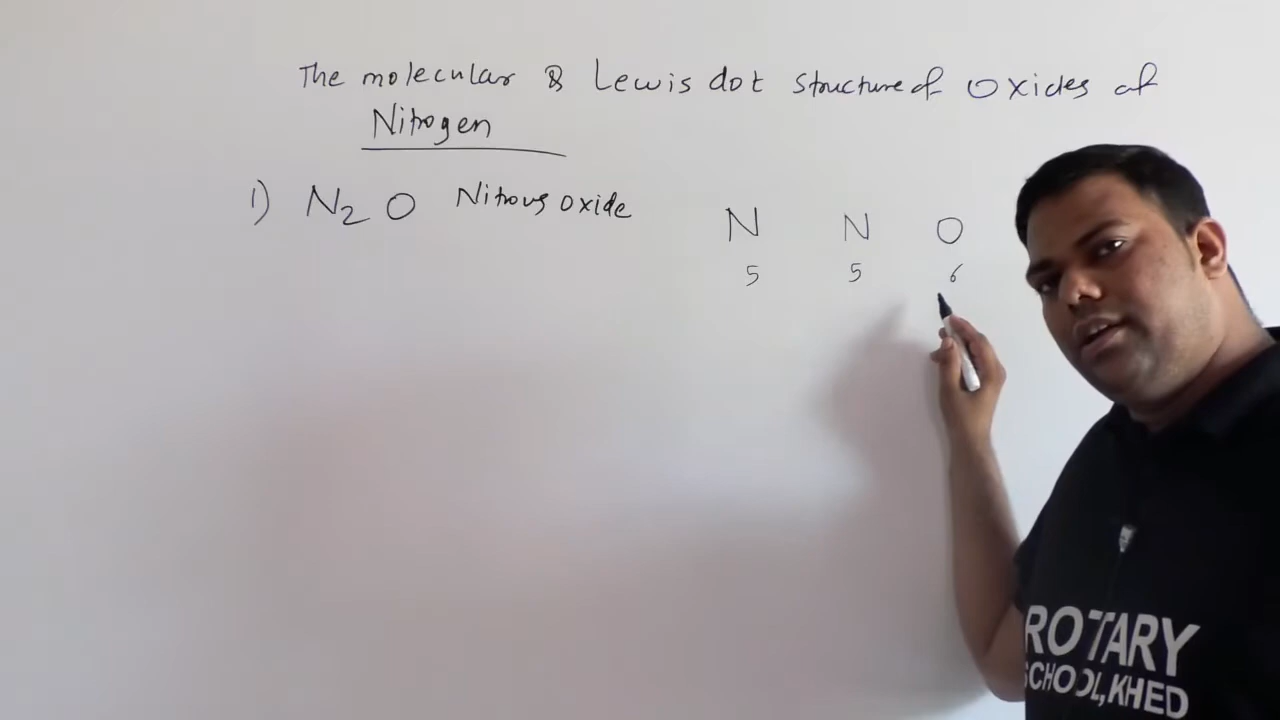 The molecular & Lewis dot structure of Oxides of
Nitrogen
1) N2O Nitrous oxide
N N O
5 5 6
ROTARY
SCHOOL, KHED